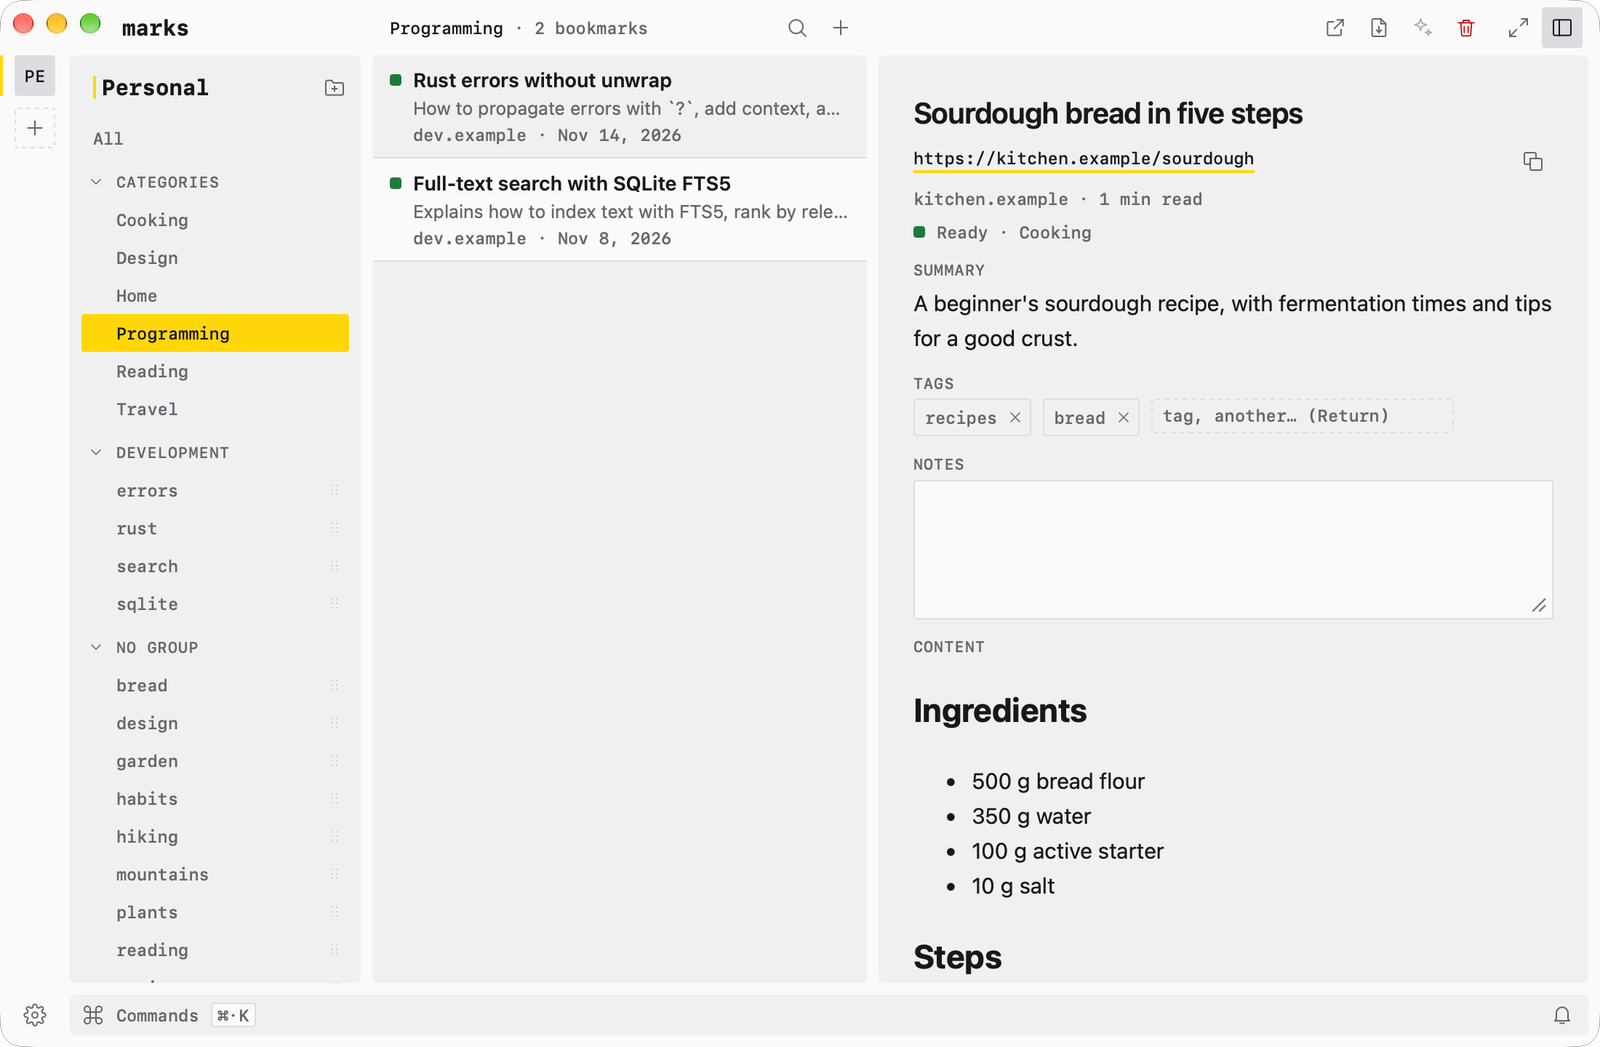 marks
Programming · 2 bookmarks
PE
Personal
All
CATEGORIES
Cooking
Design
Home
Programming
Reading
Travel
DEVELOPMENT
errors
rust
search
sqlite
NO GROUP
bread
design
garden
habits
hiking
mountains
plants
reading
Rust errors without unwrap
How to propagate errors with `?`, add context, a…
dev.example · Nov 14, 2026
Full-text search with SQLite FTS5
Explains how to index text with FTS5, rank by rele…
dev.example · Nov 8, 2026
Sourdough bread in five steps
https://kitchen.example/sourdough
kitchen.example · 1 min read
Ready · Cooking
SUMMARY
A beginner's sourdough recipe, with fermentation times and tips
for a good crust.
TAGS
recipes
bread
tag, another… (Return)
NOTES
CONTENT
Ingredients
• 500 g bread flour
• 350 g water
• 100 g active starter
• 10 g salt
Steps
Commands ⌘·K